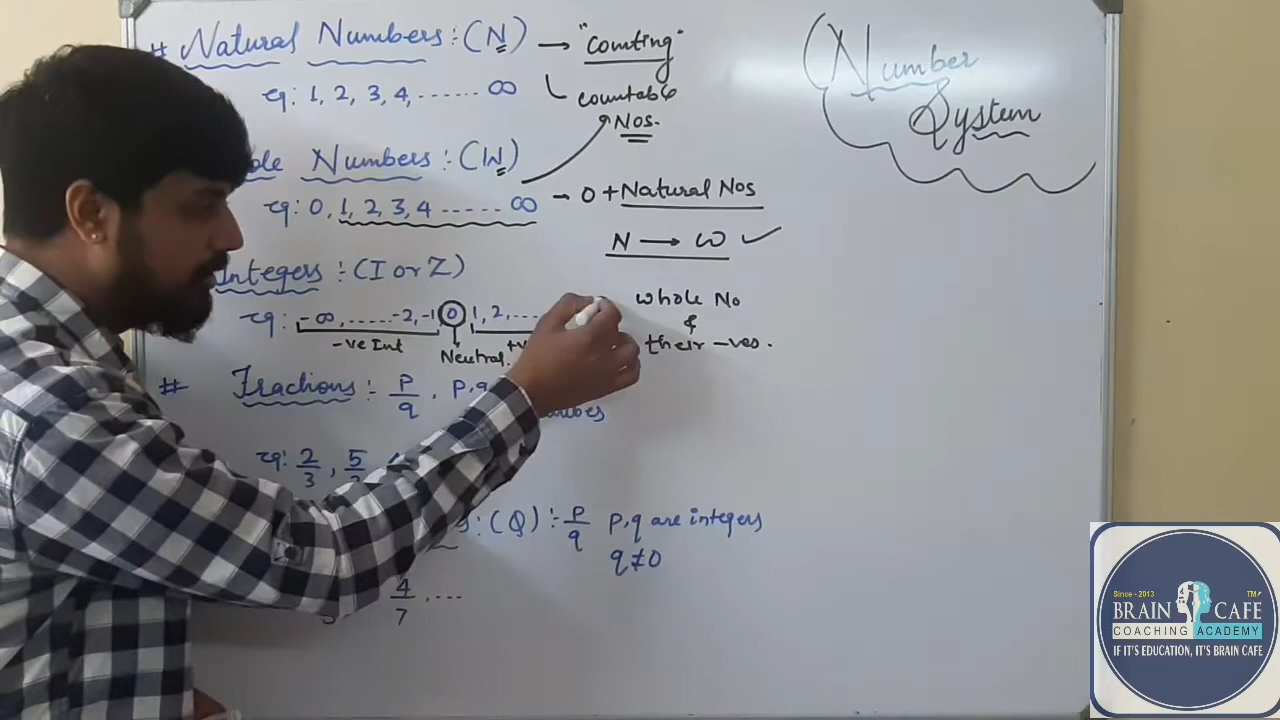 # Natural Numbers : (N) → "Counting"
eg: 1, 2, 3, 4, ....... ∞
countable
Nos.
Numbers : (W)
eg: 0, 1, 2, 3, 4 ...... ∞ → 0 + Natural Nos
N → W ✓
Integers : (I or Z)
eg: -∞, ......-2, -1 0 1, 2, ....
-ve Int
Neutral.
whole No
&
their -ves.
# Fractions :- p/q , p,q
eg: 2/3 , 5/
: (Q) : p/q p,q are integers
q ≠ 0
4/7 , ....
Number
System
Since - 2013
TM
BRAIN CAFE
COACHING ACADEMY
IF IT'S EDUCATION, IT'S BRAIN CAFE